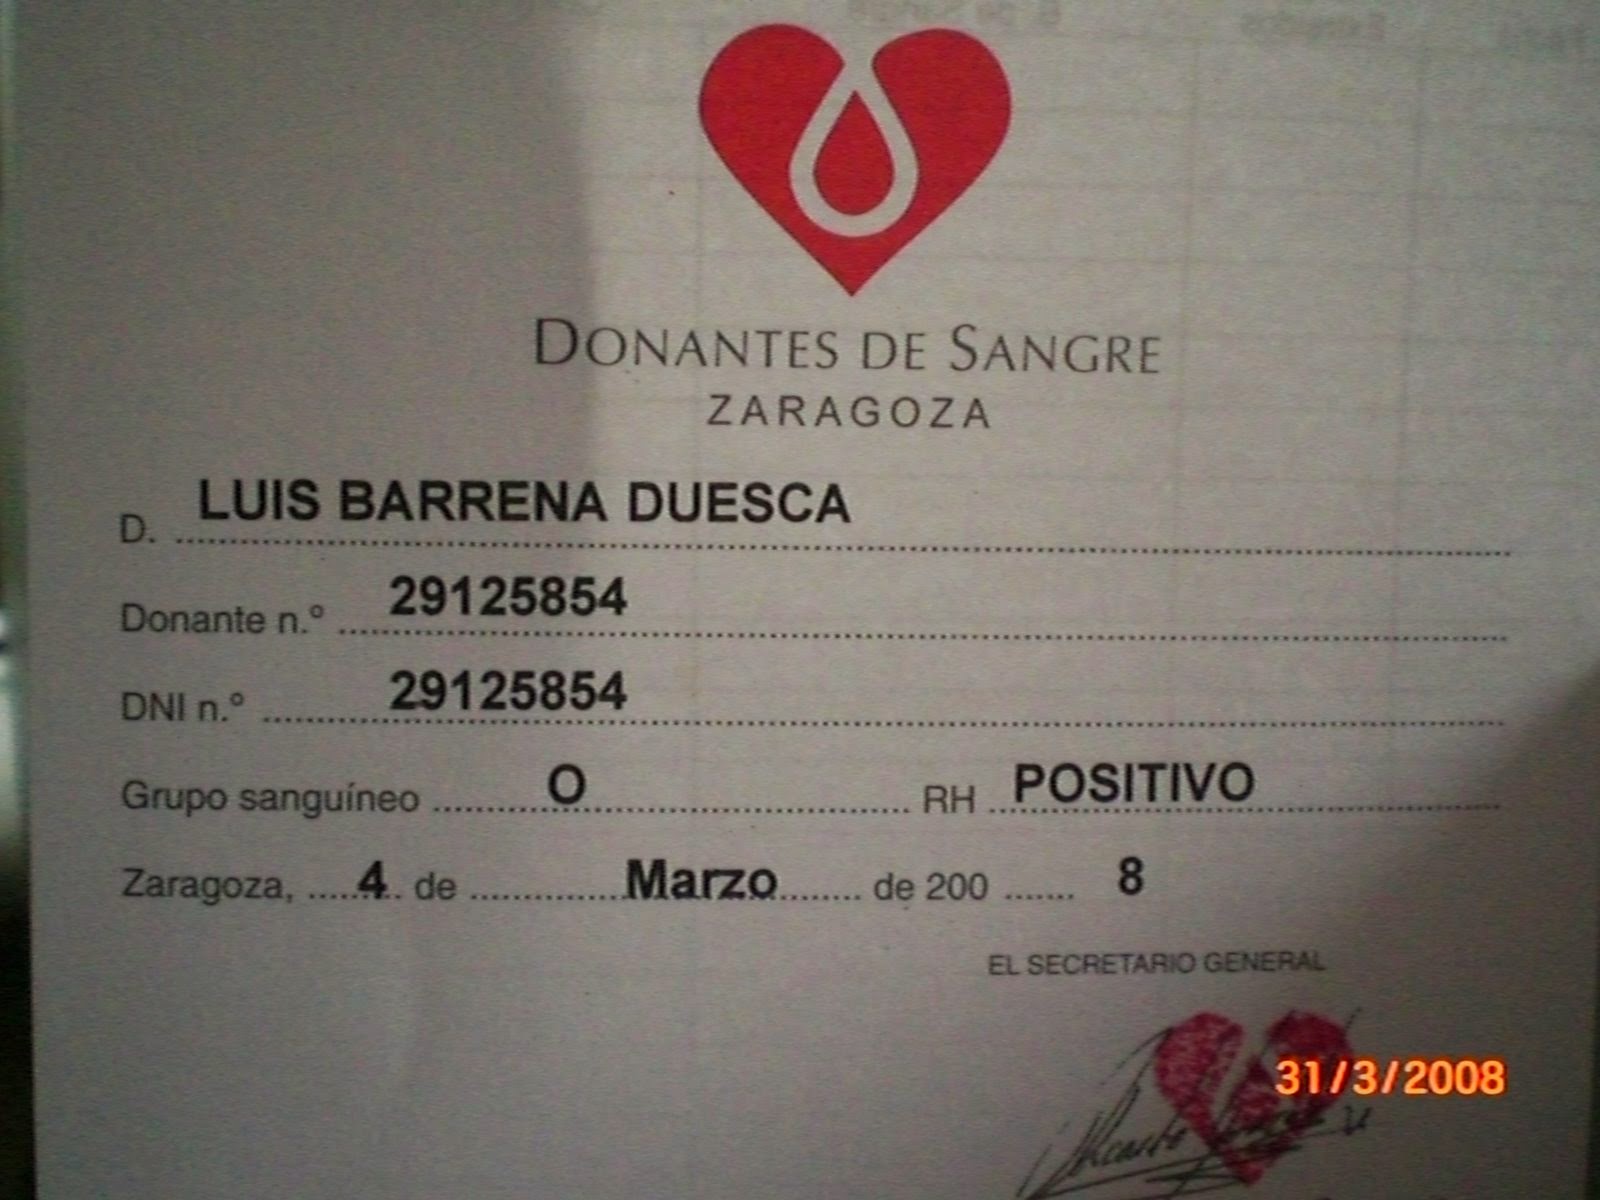 DONANTES DE SANGRE
ZARAGOZA
D. LUIS BARRENA DUESCA
Donante n.º 29125854
DNI n.º 29125854
Grupo sanguíneo O RH POSITIVO
Zaragoza, 4 de Marzo de 200 8
EL SECRETARIO GENERAL
31/3/2008